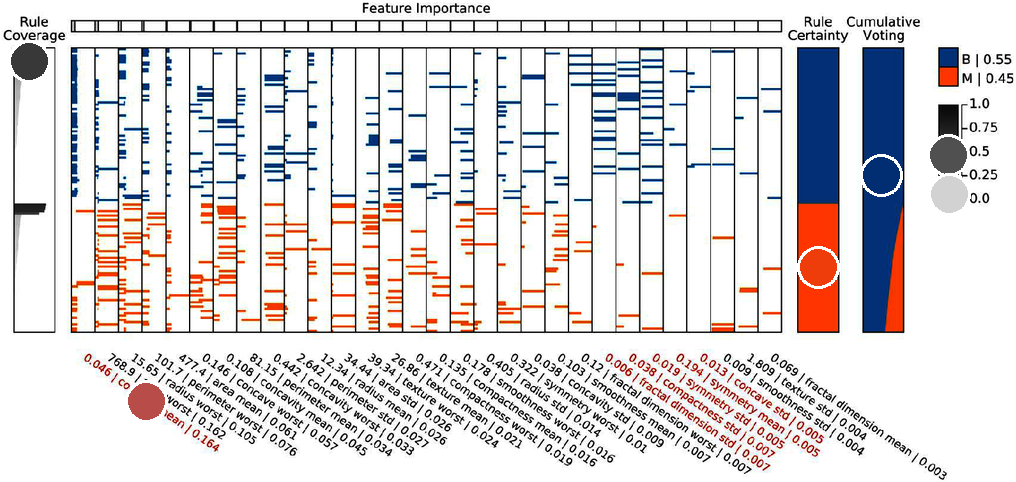 Feature Importance
Rule
Coverage
Rule
Certainty
Cumulative
Voting
B | 0.55
M | 0.45
1.0
0.75
0.5
0.25
0.0
0.046 | mean | 0.164
768.9 | worst | 0.162
15.65 | radius worst | 0.105
101.7 | perimeter worst | 0.076
477.4 | area mean | 0.061
0.146 | concave worst | 0.057
0.108 | concavity mean | 0.045
81.15 | perimeter mean | 0.034
0.442 | concavity worst | 0.033
2.642 | perimeter std | 0.027
12.34 | radius mean | 0.026
34.44 | area std | 0.026
39.34 | texture worst | 0.024
26.86 | texture mean | 0.021
0.471 | compactness worst | 0.019
0.135 | compactness mean | 0.016
0.178 | smoothness worst | 0.016
0.405 | radius std | 0.014
0.322 | symmetry worst | 0.01
0.038 | concavity std | 0.009
0.103 | smoothness mean | 0.007
0.12 | fractal dimension worst | 0.007
0.006 | fractal dimension std | 0.007
0.038 | compactness std | 0.007
0.019 | symmetry std | 0.005
0.194 | symmetry mean | 0.005
0.013 | concave std | 0.005
0.009 | smoothness std | 0.004
1.809 | texture std | 0.004
0.069 | fractal dimension mean | 0.003